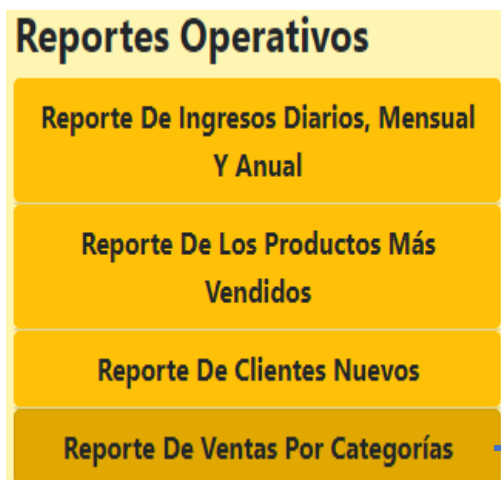 Reportes Operativos
Reporte De Ingresos Diarios, Mensual
Y Anual
Reporte De Los Productos Más
Vendidos
Reporte De Clientes Nuevos
Reporte De Ventas Por Categorías